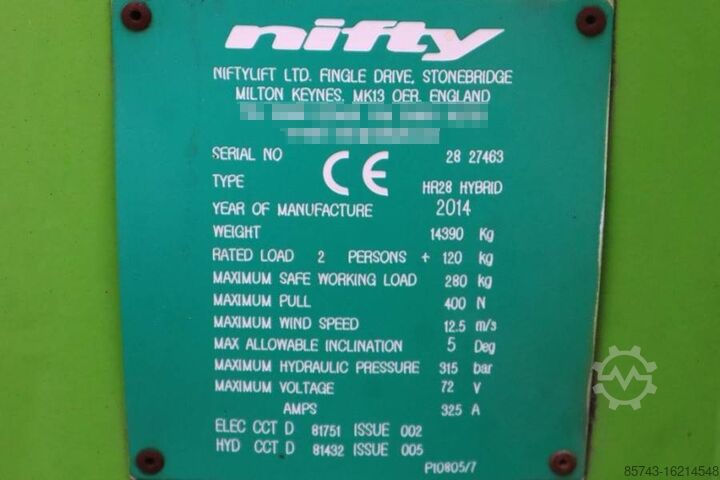 nifty
NIFTYLIFT LTD. FINGLE DRIVE, STONEBRIDGE
MILTON KEYNES, MK13 OER, ENGLAND
SERIAL NO 28 27463
CE
TYPE HR28 HYBRID
YEAR OF MANUFACTURE 2014
WEIGHT 14390 Kg
RATED LOAD 2 PERSONS + 120 kg
MAXIMUM SAFE WORKING LOAD 280 kg
MAXIMUM PULL 400 N
MAXIMUM WIND SPEED 12.5 m/s
MAX ALLOWABLE INCLINATION 5 Deg
MAXIMUM HYDRAULIC PRESSURE 315 bar
MAXIMUM VOLTAGE 72 V
AMPS 325 A
ELEC CCT D 81751 ISSUE 002
HYD CCT D 81432 ISSUE 005
P10805/7
85743-16214548